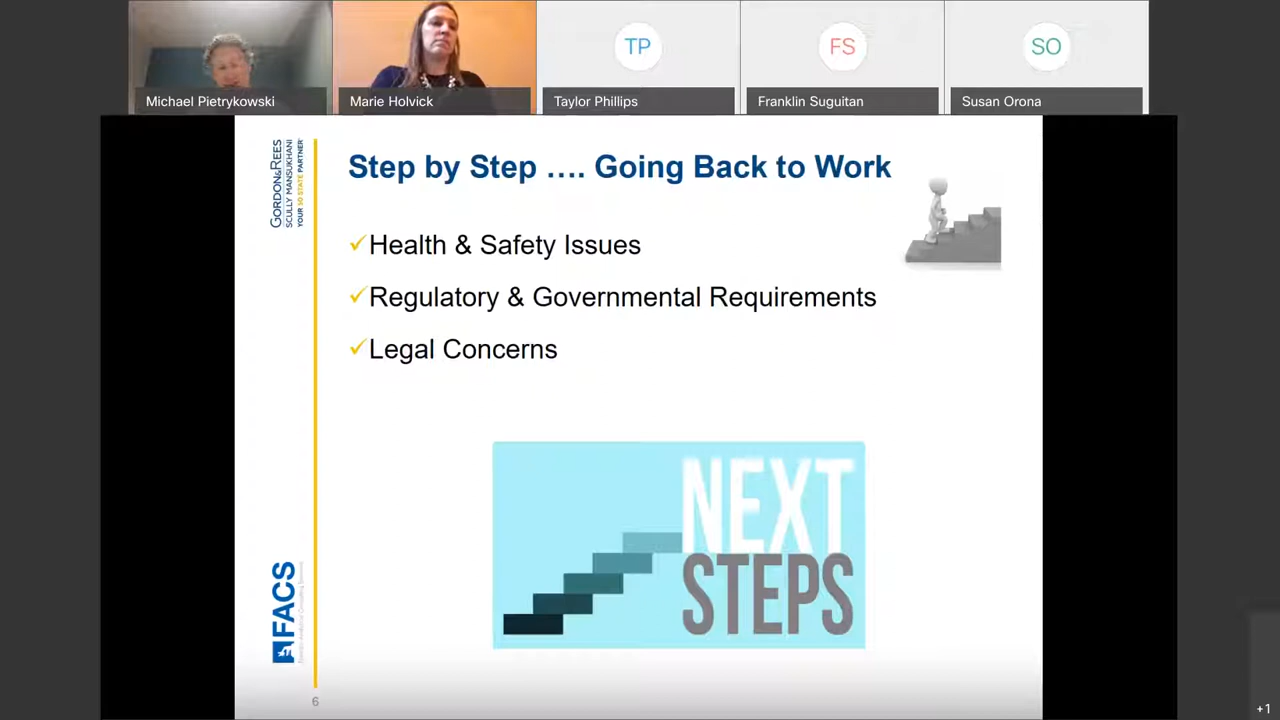 TP
FS
SO
Michael Pietrykowski
Marie Holvick
Taylor Phillips
Franklin Suguitan
Susan Orona
GORDON&REES
SCULLY MANSUKHANI
YOUR 50 STATE PARTNER
Step by Step …. Going Back to Work
Health & Safety Issues
Regulatory & Governmental Requirements
Legal Concerns
NEXT
STEPS
FACS
6
+1